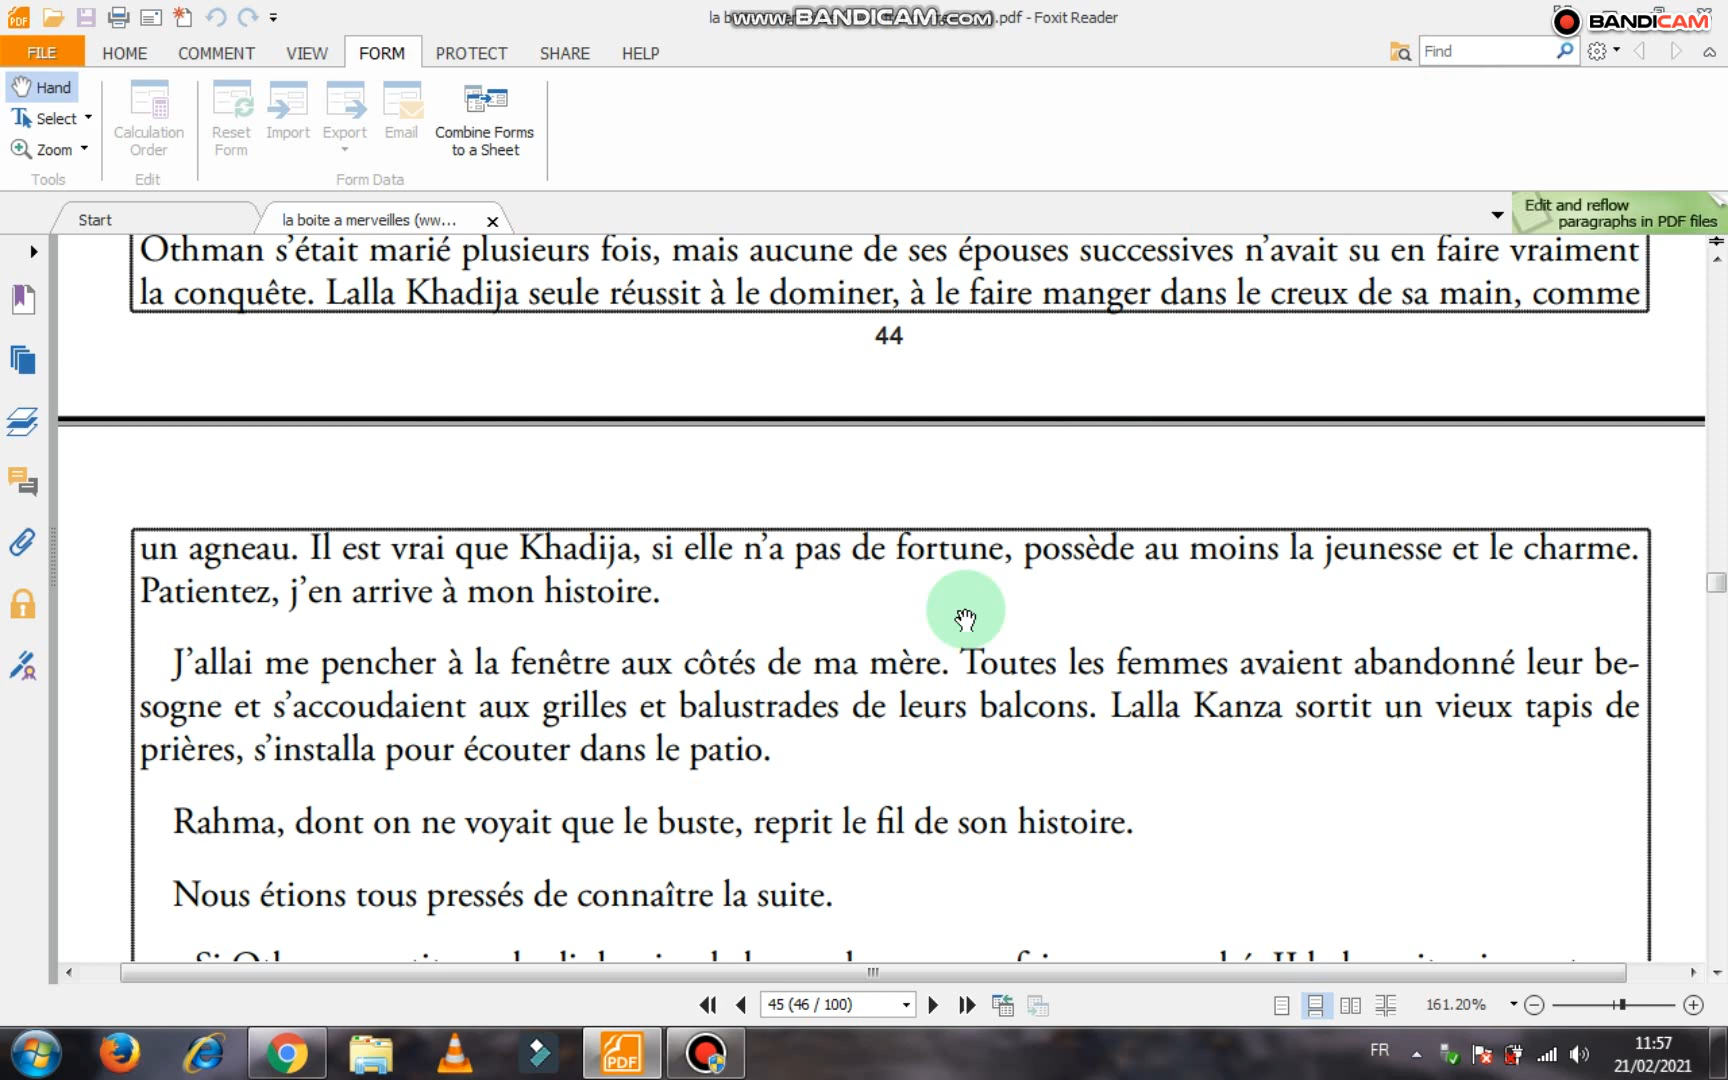 la b
www.BANDICAM.com
.pdf - Foxit Reader
BANDICAM
FILE HOME COMMENT VIEW FORM PROTECT SHARE HELP
Find
Hand
Select
Zoom
Tools
Calculation
Order
Edit
Reset
Form
Import
Export
Email
Combine Forms
to a Sheet
Form Data
Start
la boite a merveilles (ww...
Edit and reflow
paragraphs in PDF files
Othman s’était marié plusieurs fois, mais aucune de ses épouses successives n’avait su en faire vraiment
la conquête. Lalla Khadija seule réussit à le dominer, à le faire manger dans le creux de sa main, comme
44
un agneau. Il est vrai que Khadija, si elle n’a pas de fortune, possède au moins la jeunesse et le charme.
Patientez, j’en arrive à mon histoire.
J’allai me pencher à la fenêtre aux côtés de ma mère. Toutes les femmes avaient abandonné leur be-
sogne et s’accoudaient aux grilles et balustrades de leurs balcons. Lalla Kanza sortit un vieux tapis de
prières, s’installa pour écouter dans le patio.
Rahma, dont on ne voyait que le buste, reprit le fil de son histoire.
Nous étions tous pressés de connaître la suite.
45 (46 / 100)
161.20%
PDF
FR
11:57
21/02/2021